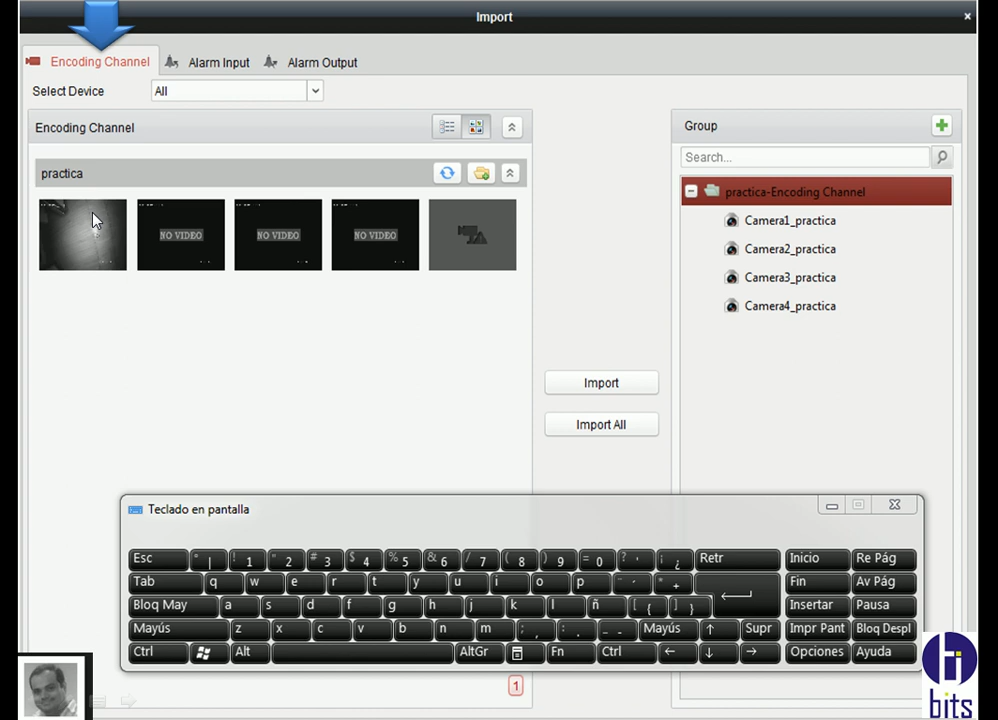 Import
Encoding Channel
Alarm Input
Alarm Output
Select Device
All
Encoding Channel
practica
NO VIDEO
NO VIDEO
NO VIDEO
Import
Import All
Group
Search...
practica-Encoding Channel
Camera1_practica
Camera2_practica
Camera3_practica
Camera4_practica
Teclado en pantalla
Esc ° | ! 1 " 2 # 3 $ 4 % 5 & 6 / 7 ( 8 ) 9 = 0 ? ' ¡ ¿ Retr Inicio Re Pág
Tab q w e r t y u i o p ¨ ´ * + Fin Av Pág
Bloq May a s d f g h j k l ñ [ { ] } Insertar Pausa
Mayús z x c v b n m ; , : . _ - Mayús ↑ Supr Impr Pant Bloq Despl
Ctrl Alt AltGr Fn Ctrl ← ↓ → Opciones Ayuda
1
hi
bits